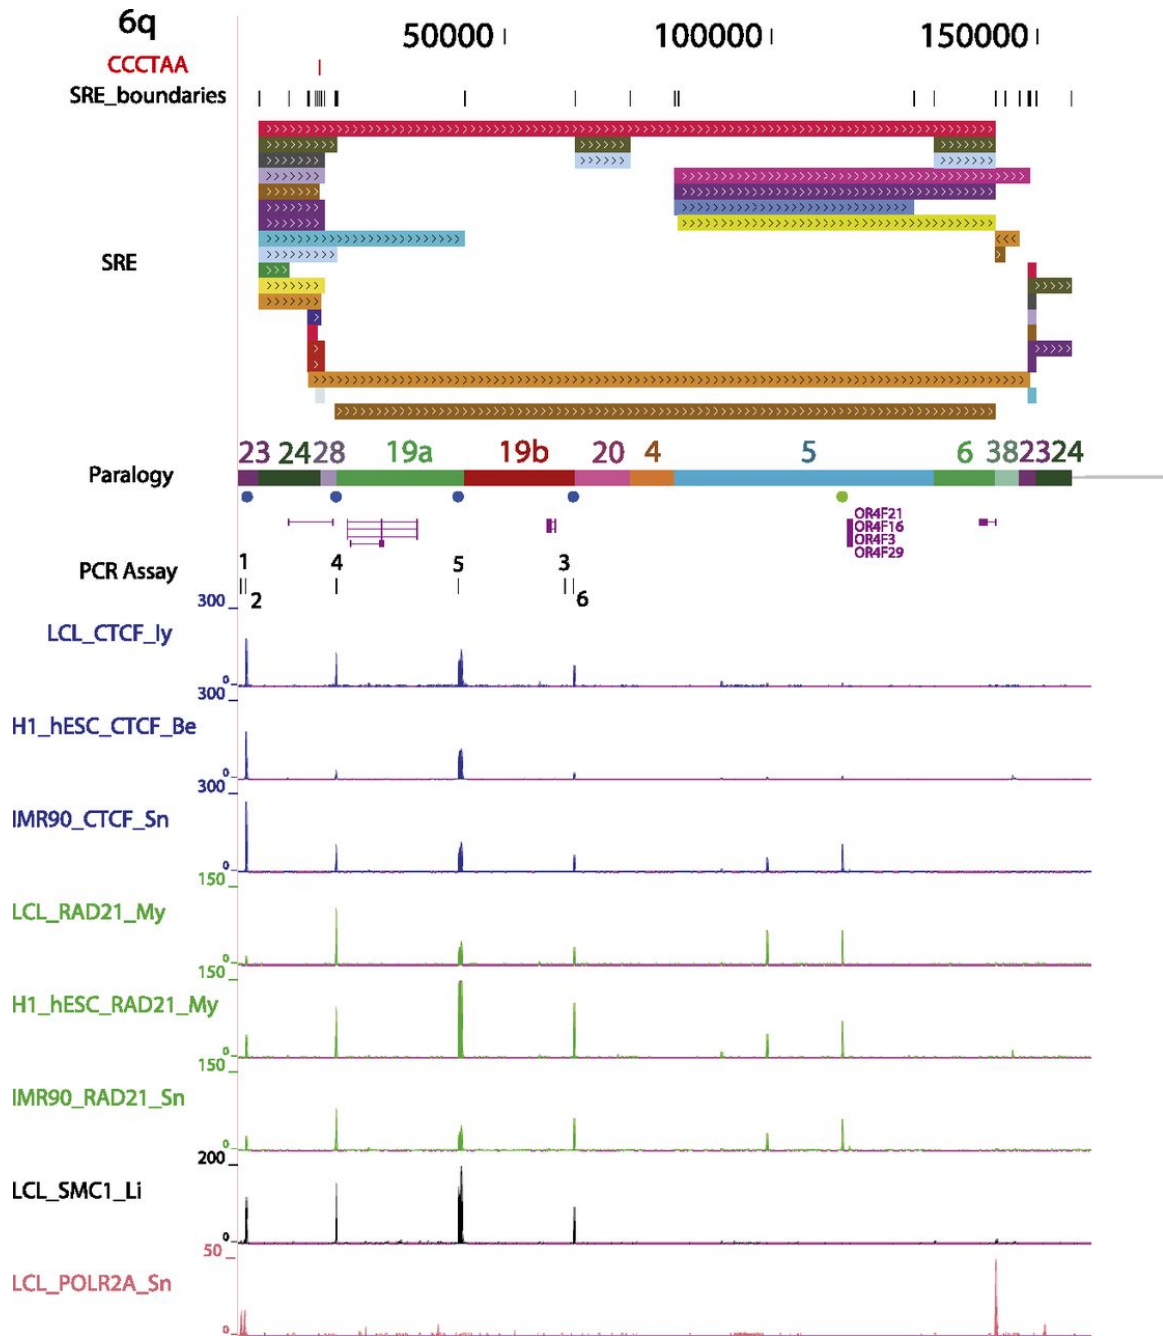 6q 50000 100000 150000
CCCTAA
SRE_boundaries
SRE
23 24 28 19a 19b 20 4 5 6 38 23 24
Paralogy
OR4F21
OR4F16
OR4F3
OR4F29
PCR Assay 1 4 5 3
2 6
300
LCL_CTCF_Iy
0
300
H1_hESC_CTCF_Be
0
300
IMR90_CTCF_Sn
0
150
LCL_RAD21_My
0
150
H1_hESC_RAD21_My
0
150
IMR90_RAD21_Sn
0
200
LCL_SMC1_Li
0
50
LCL_POLR2A_Sn
0